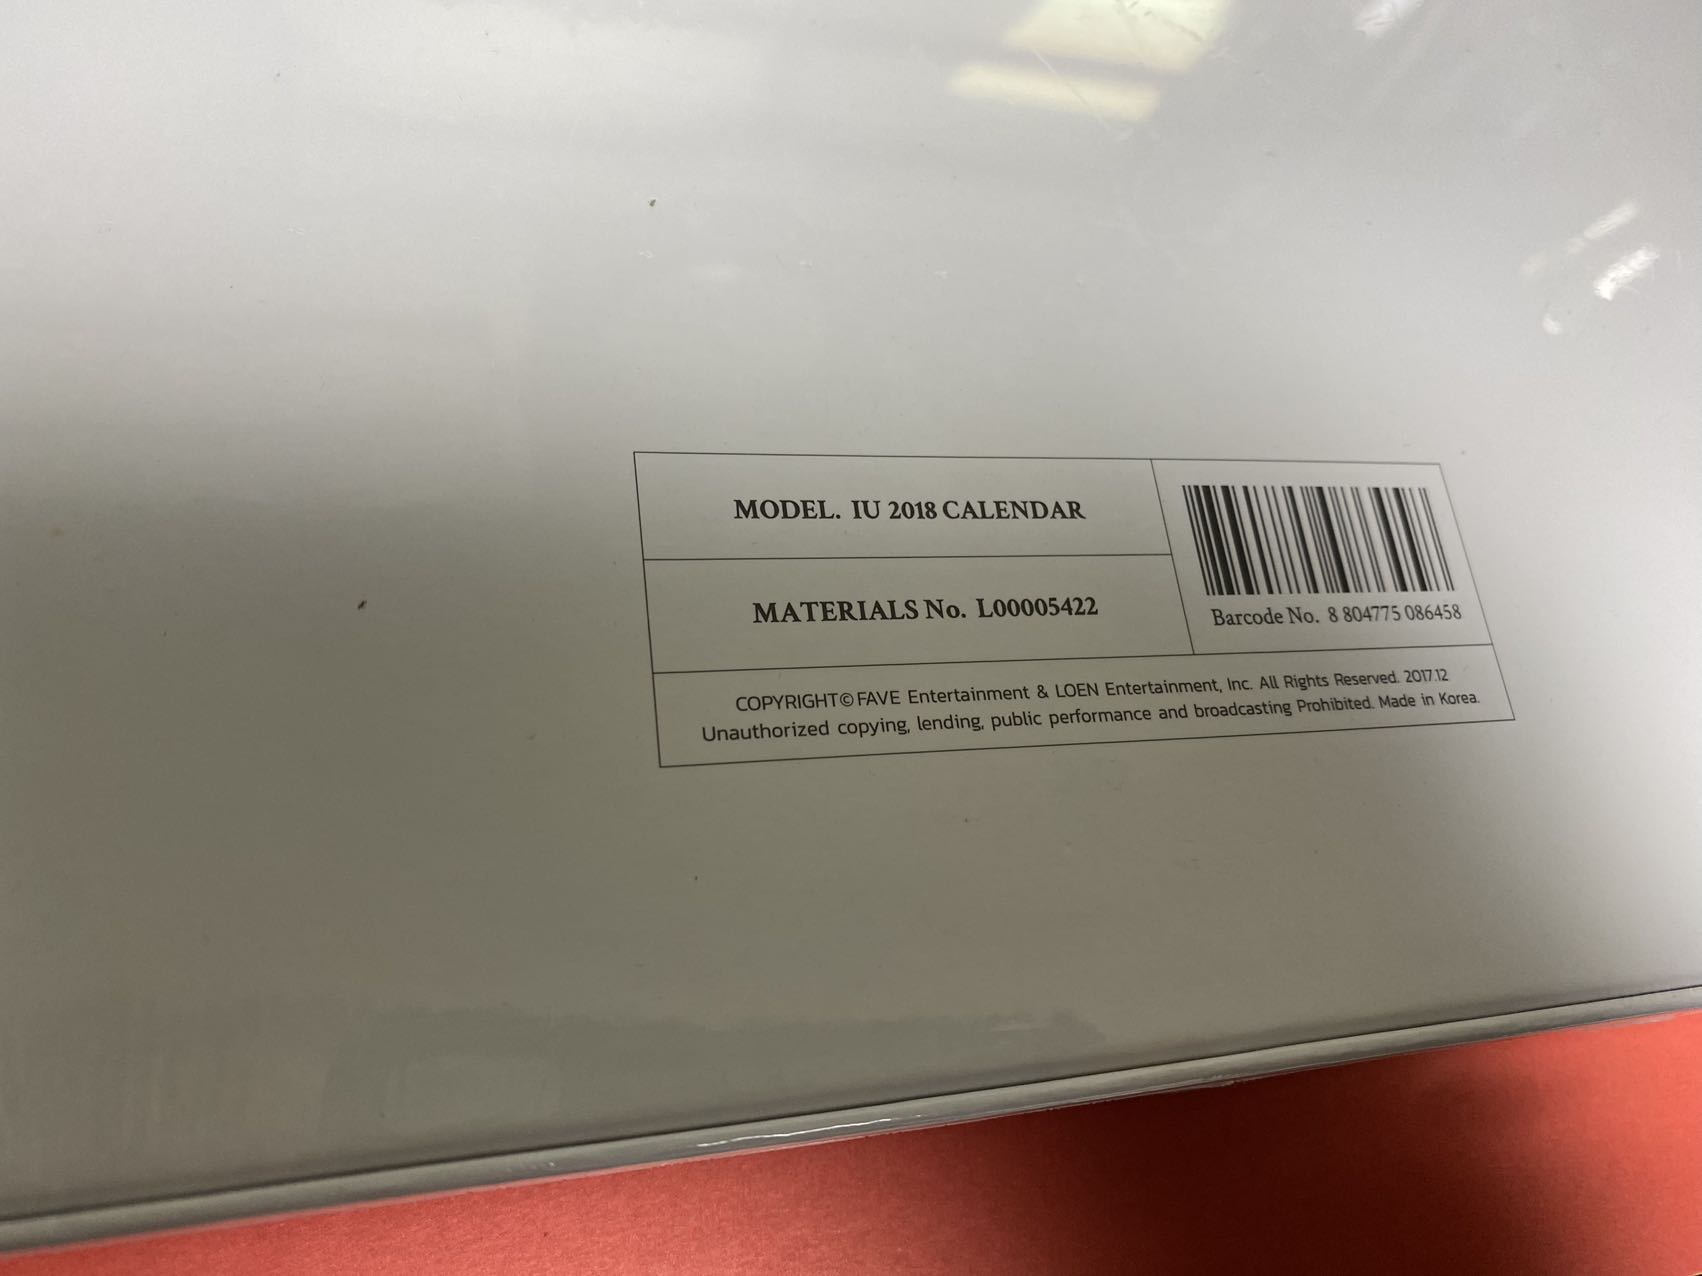 MODEL. IU 2018 CALENDAR
MATERIALS No. L00005422
Barcode No. 8 804775 086458
COPYRIGHT©FAVE Entertainment & LOEN Entertainment, Inc. All Rights Reserved. 2017.12
Unauthorized copying, lending, public performance and broadcasting Prohibited. Made in Korea.